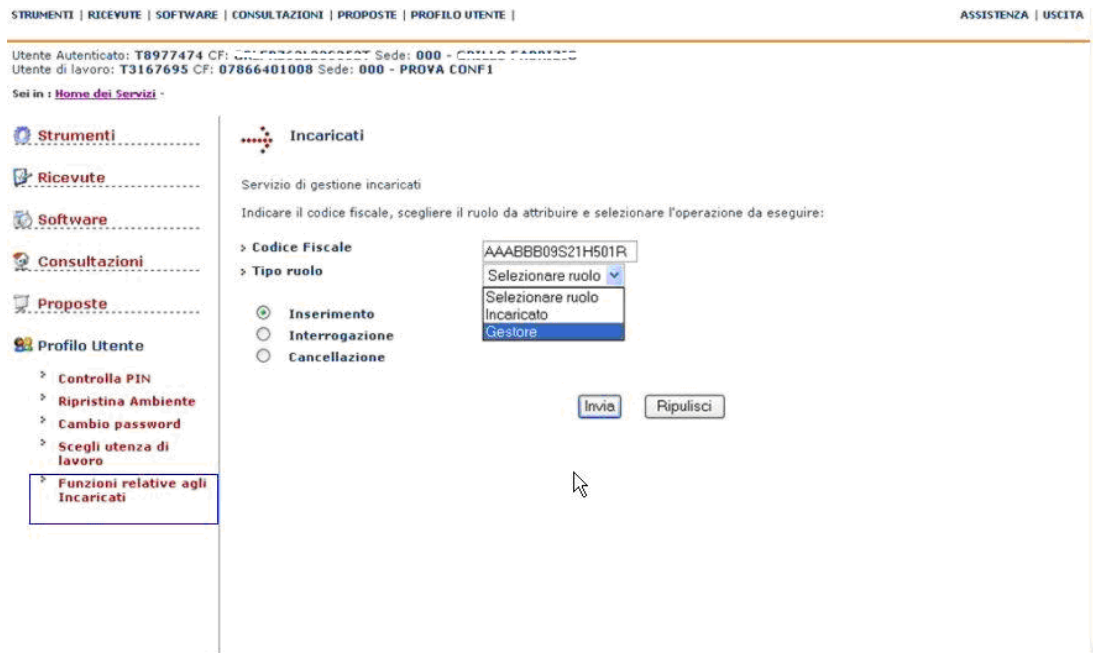 STRUMENTI | RICEVUTE | SOFTWARE | CONSULTAZIONI | PROPOSTE | PROFILO UTENTE |
ASSISTENZA | USCITA
Utente Autenticato: T8977474 CF: Sede: 000 -
Utente di lavoro: T3167695 CF: 07866401008 Sede: 000 - PROVA CONF1
Sei in : Home dei Servizi -
Strumenti
Ricevute
Software
Consultazioni
Proposte
Profilo Utente
Controlla PIN
Ripristina Ambiente
Cambio password
Scegli utenza di
lavoro
Funzioni relative agli
Incaricati
Incaricati
Servizio di gestione incaricati
Indicare il codice fiscale, scegliere il ruolo da attribuire e selezionare l'operazione da eseguire:
Codice Fiscale
AAABBB09S21H501R
Tipo ruolo
Selezionare ruolo
Selezionare ruolo
Incaricato
Gestore
Inserimento
Interrogazione
Cancellazione
Invia
Ripulisci